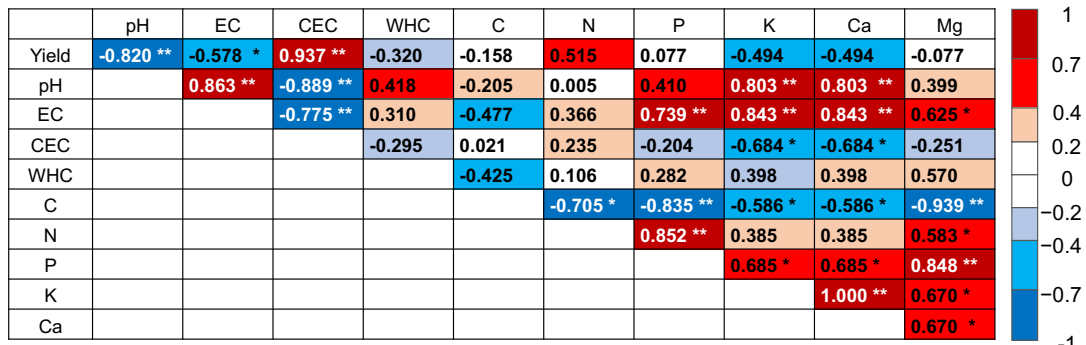 pH EC CEC WHC C N P K Ca Mg
Yield -0.820 ** -0.578 * 0.937 ** -0.320 -0.158 0.515 0.077 -0.494 -0.494 -0.077
pH 0.863 ** -0.889 ** 0.418 -0.205 0.005 0.410 0.803 ** 0.803 ** 0.399
EC -0.775 ** 0.310 -0.477 0.366 0.739 ** 0.843 ** 0.843 ** 0.625 *
CEC -0.295 0.021 0.235 -0.204 -0.684 * -0.684 * -0.251
WHC -0.425 0.106 0.282 0.398 0.398 0.570
C -0.705 * -0.835 ** -0.586 * -0.586 * -0.939 **
N 0.852 ** 0.385 0.385 0.583 *
P 0.685 * 0.685 * 0.848 **
K 1.000 ** 0.670 *
Ca 0.670 *
1
0.7
0.4
0.2
0
−0.2
−0.4
−0.7
-1